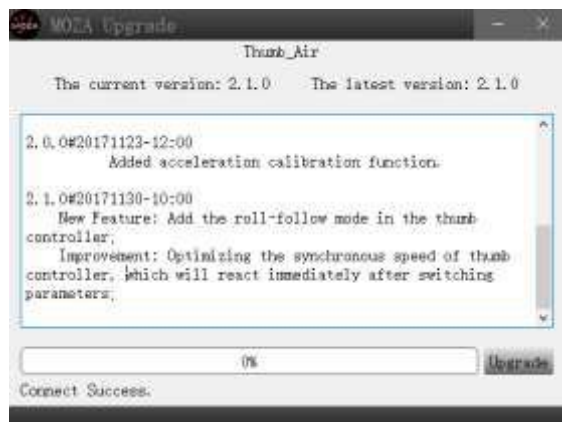 MOZA Upgrade
Thumb_Air
The current version: 2.1.0 The latest version: 2.1.0
2.0.0#20171123-12:00
Added acceleration calibration function.
2.1.0#20171130-10:00
New Feature: Add the roll-follow mode in the thumb
controller;
Improvement: Optimizing the synchronous speed of thumb
controller, which will react immediately after switching
parameters;
0% Upgrade
Connect Success.